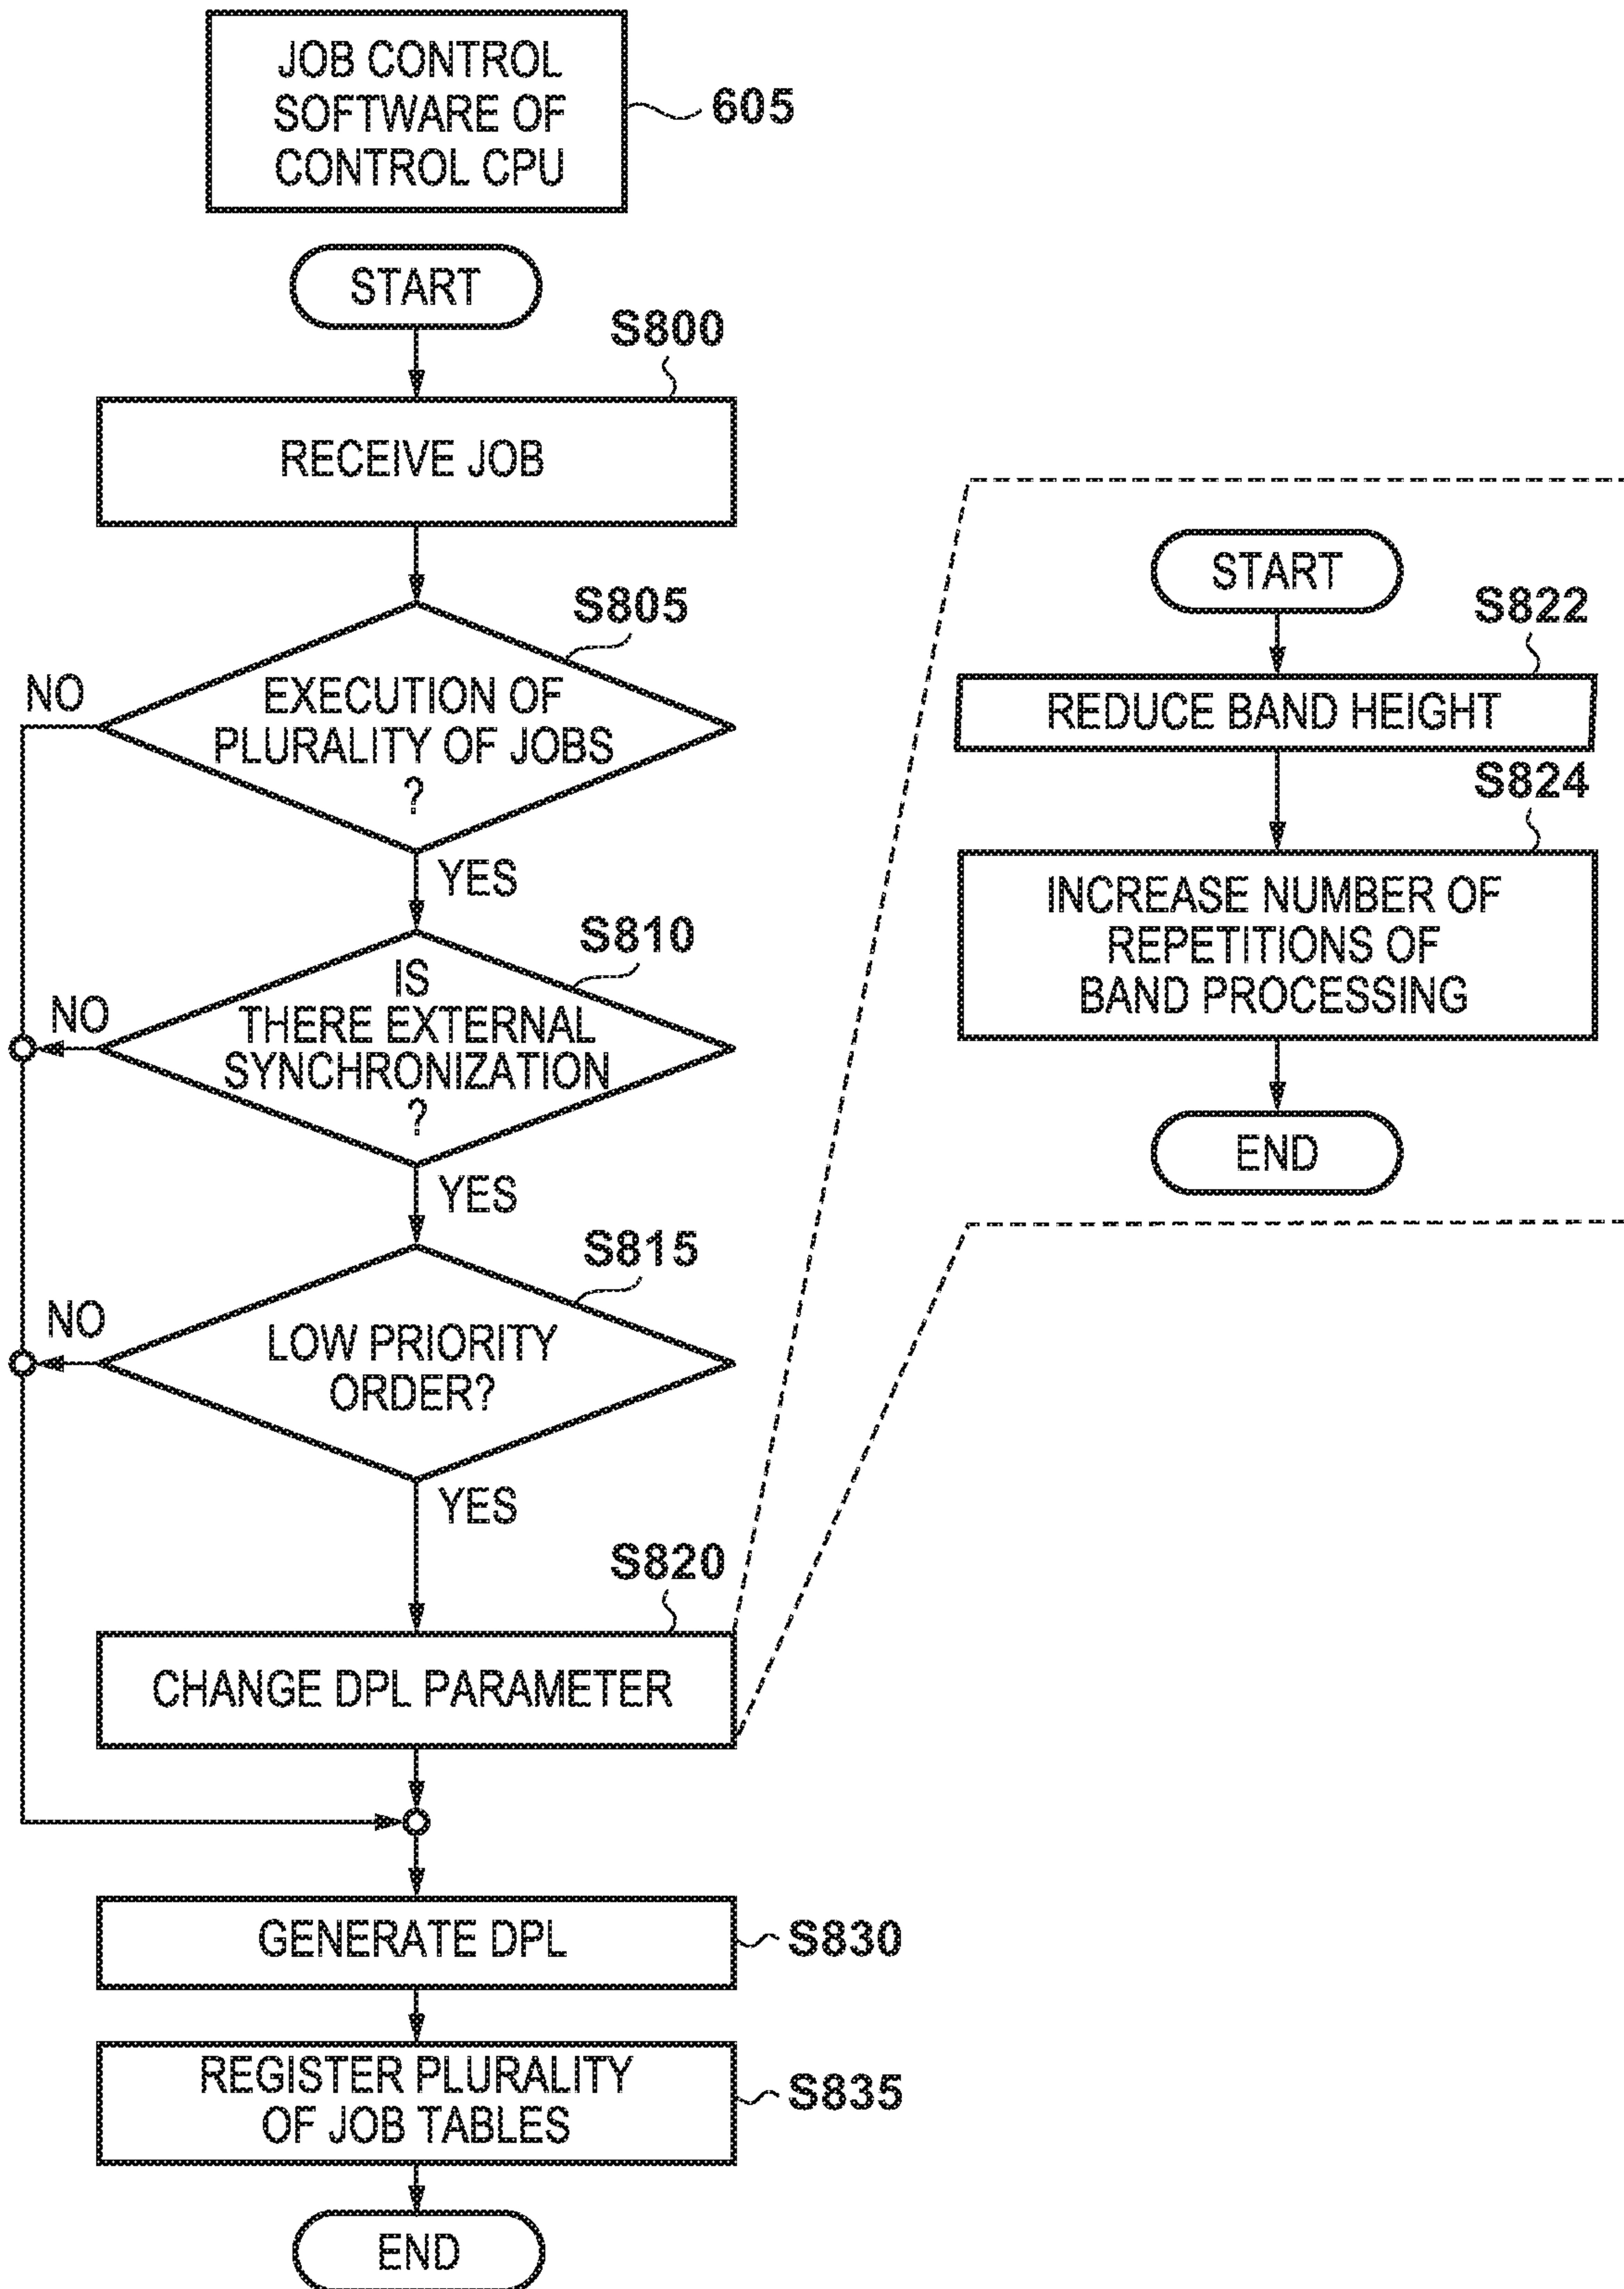 JOB CONTROL
SOFTWARE OF
CONTROL CPU
605
START
S800
RECEIVE JOB
S805
NO
EXECUTION OF
PLURALITY OF JOBS
?
YES
S810
NO
IS
THERE EXTERNAL
SYNCHRONIZATION
?
YES
S815
NO
LOW PRIORITY
ORDER?
YES
S820
CHANGE DPL PARAMETER
GENERATE DPL
S830
REGISTER PLURALITY
OF JOB TABLES
S835
END
START
S822
REDUCE BAND HEIGHT
S824
INCREASE NUMBER OF
REPETITIONS OF
BAND PROCESSING
END